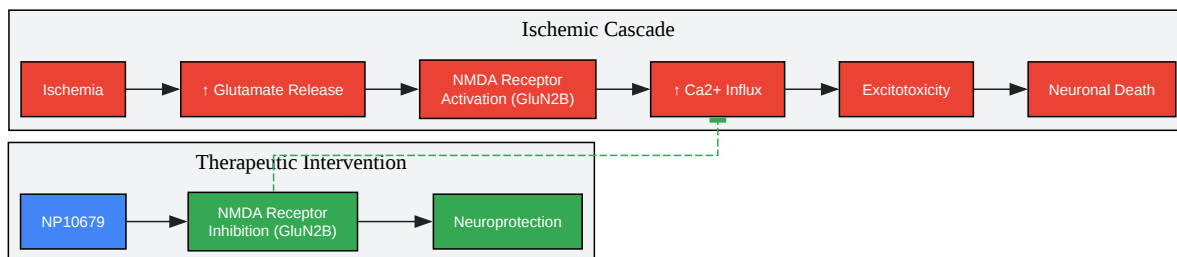 Ischemic Cascade
Ischemia
↑ Glutamate Release
NMDA Receptor
Activation (GluN2B)
↑ Ca2+ Influx
Excitotoxicity
Neuronal Death
Therapeutic Intervention
NP10679
NMDA Receptor
Inhibition (GluN2B)
Neuroprotection